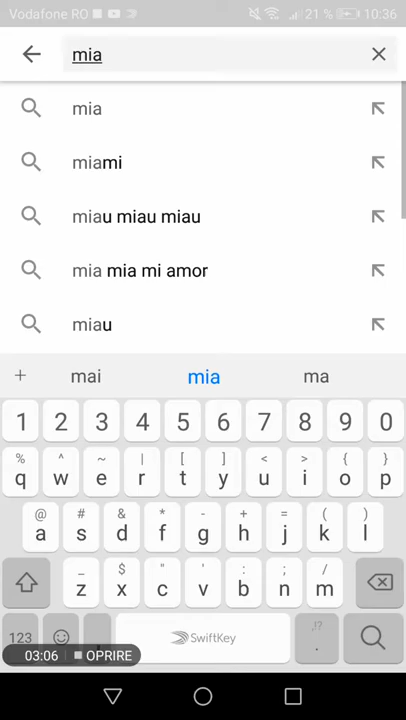 Vodafone RO 21 % 10:36
mia
mia
miami
miau miau miau
mia mia mi amor
miau
+ mai mia ma
1 2 3 4 5 6 7 8 9 0
% ^ ~ | [ ] < > { }
q w e r t y u i o p
@ # & * - + = ( )
a s d f g h j k l
_ $ " ' : ; /
z x c v b n m
123 SwiftKey ,!? .
03:06 OPRIRE